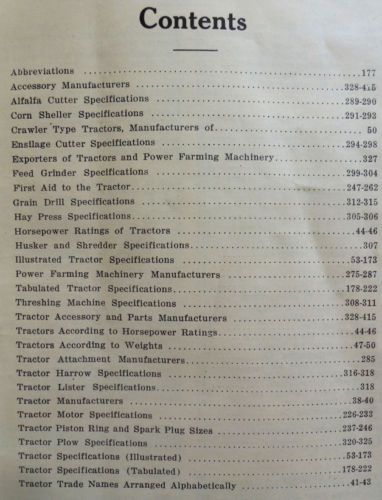 Contents
Abbreviations 177
Accessory Manufacturers 328-415
Alfalfa Cutter Specifications 289-290
Corn Sheller Specifications 291-293
Crawler Type Tractors, Manufacturers of 50
Ensilage Cutter Specifications 294-298
Exporters of Tractors and Power Farming Machinery 327
Feed Grinder Specifications 299-304
First Aid to the Tractor 247-262
Grain Drill Specifications 312-315
Hay Press Specifications 305-306
Horsepower Ratings of Tractors 44-46
Husker and Shredder Specifications 307
Illustrated Tractor Specifications 53-173
Power Farming Machinery Manufacturers 275-287
Tabulated Tractor Specifications 178-222
Threshing Machine Specifications 308-311
Tractor Accessory and Parts Manufacturers 328-415
Tractors According to Horsepower Ratings 44-46
Tractors According to Weights 47-50
Tractor Attachment Manufacturers 285
Tractor Harrow Specifications 316-318
Tractor Lister Specifications 318
Tractor Manufacturers 38-40
Tractor Motor Specifications 226-233
Tractor Piston Ring and Spark Plug Sizes 237-246
Tractor Plow Specifications 320-325
Tractor Specifications (Illustrated) 53-173
Tractor Specifications (Tabulated) 178-222
Tractor Trade Names Arranged Alphabetically 41-43